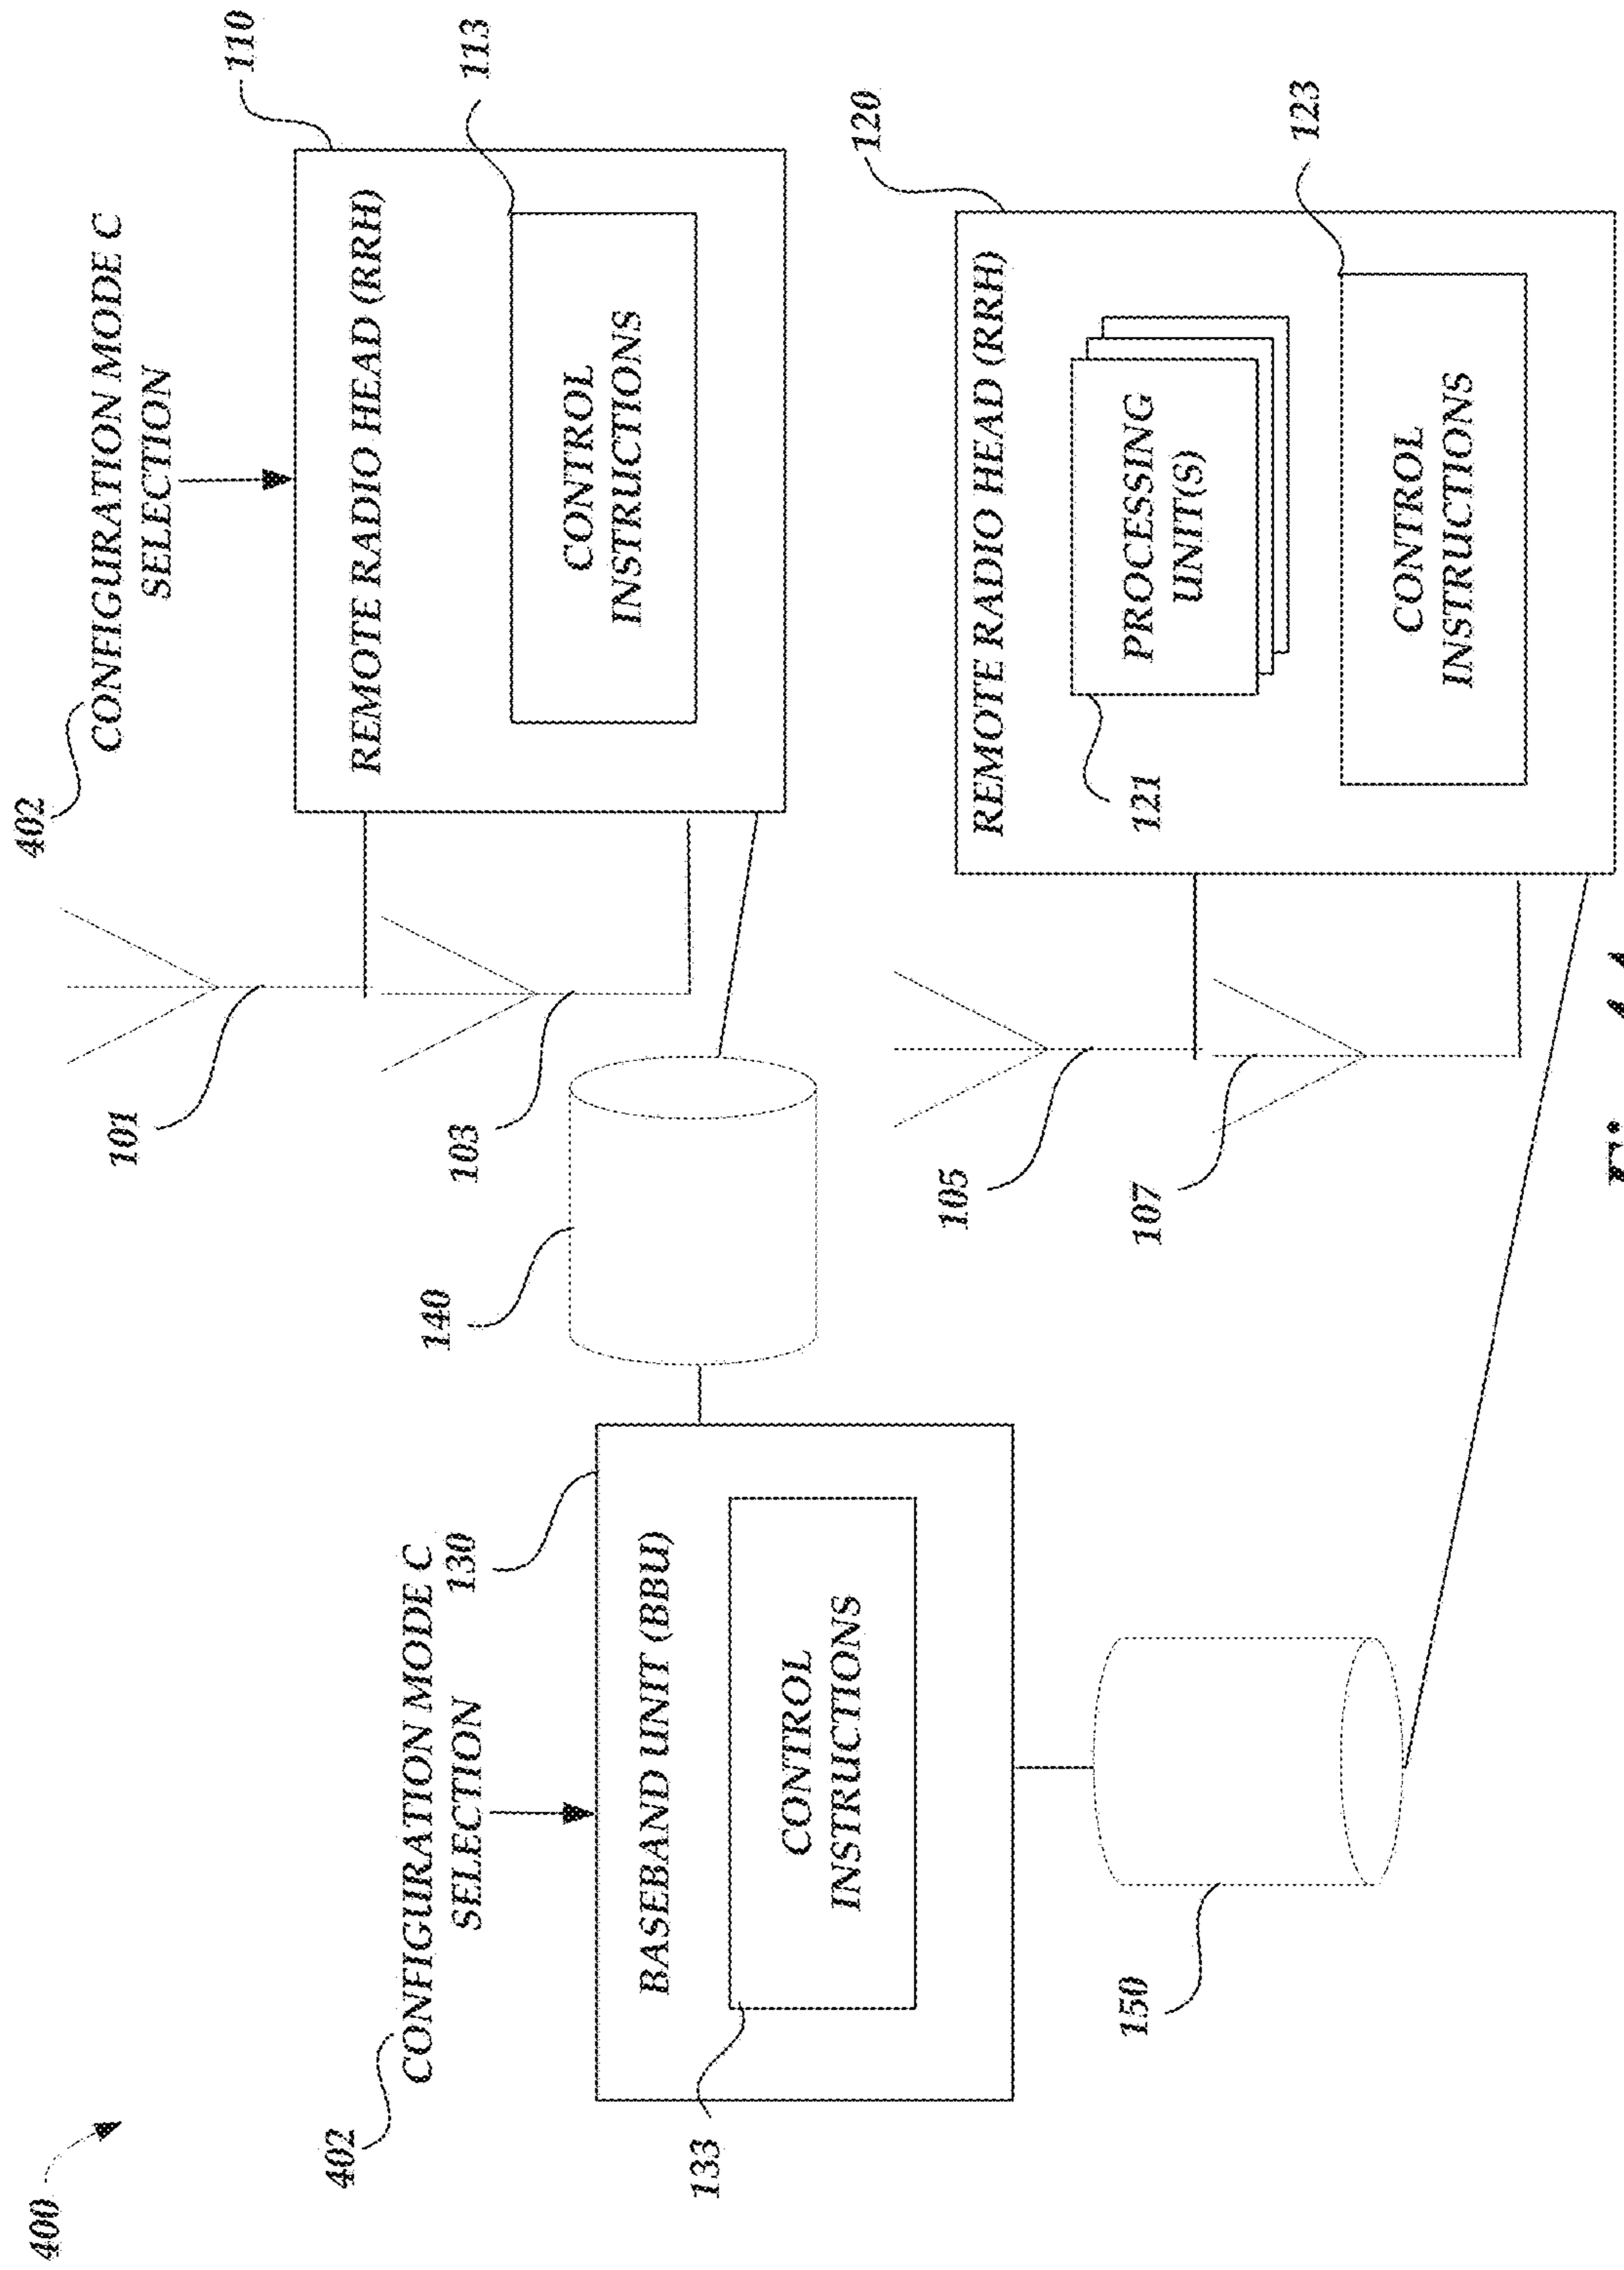 400
402
CONFIGURATION MODE C
SELECTION
130
BASEBAND UNIT (BBU)
CONTROL
INSTRUCTIONS
133
150
140
101
103
402
CONFIGURATION MODE C
SELECTION
110
REMOTE RADIO HEAD (RRH)
113
CONTROL
INSTRUCTIONS
105
107
120
REMOTE RADIO HEAD (RRH)
PROCESSING
UNIT(S)
121
123
CONTROL
INSTRUCTIONS